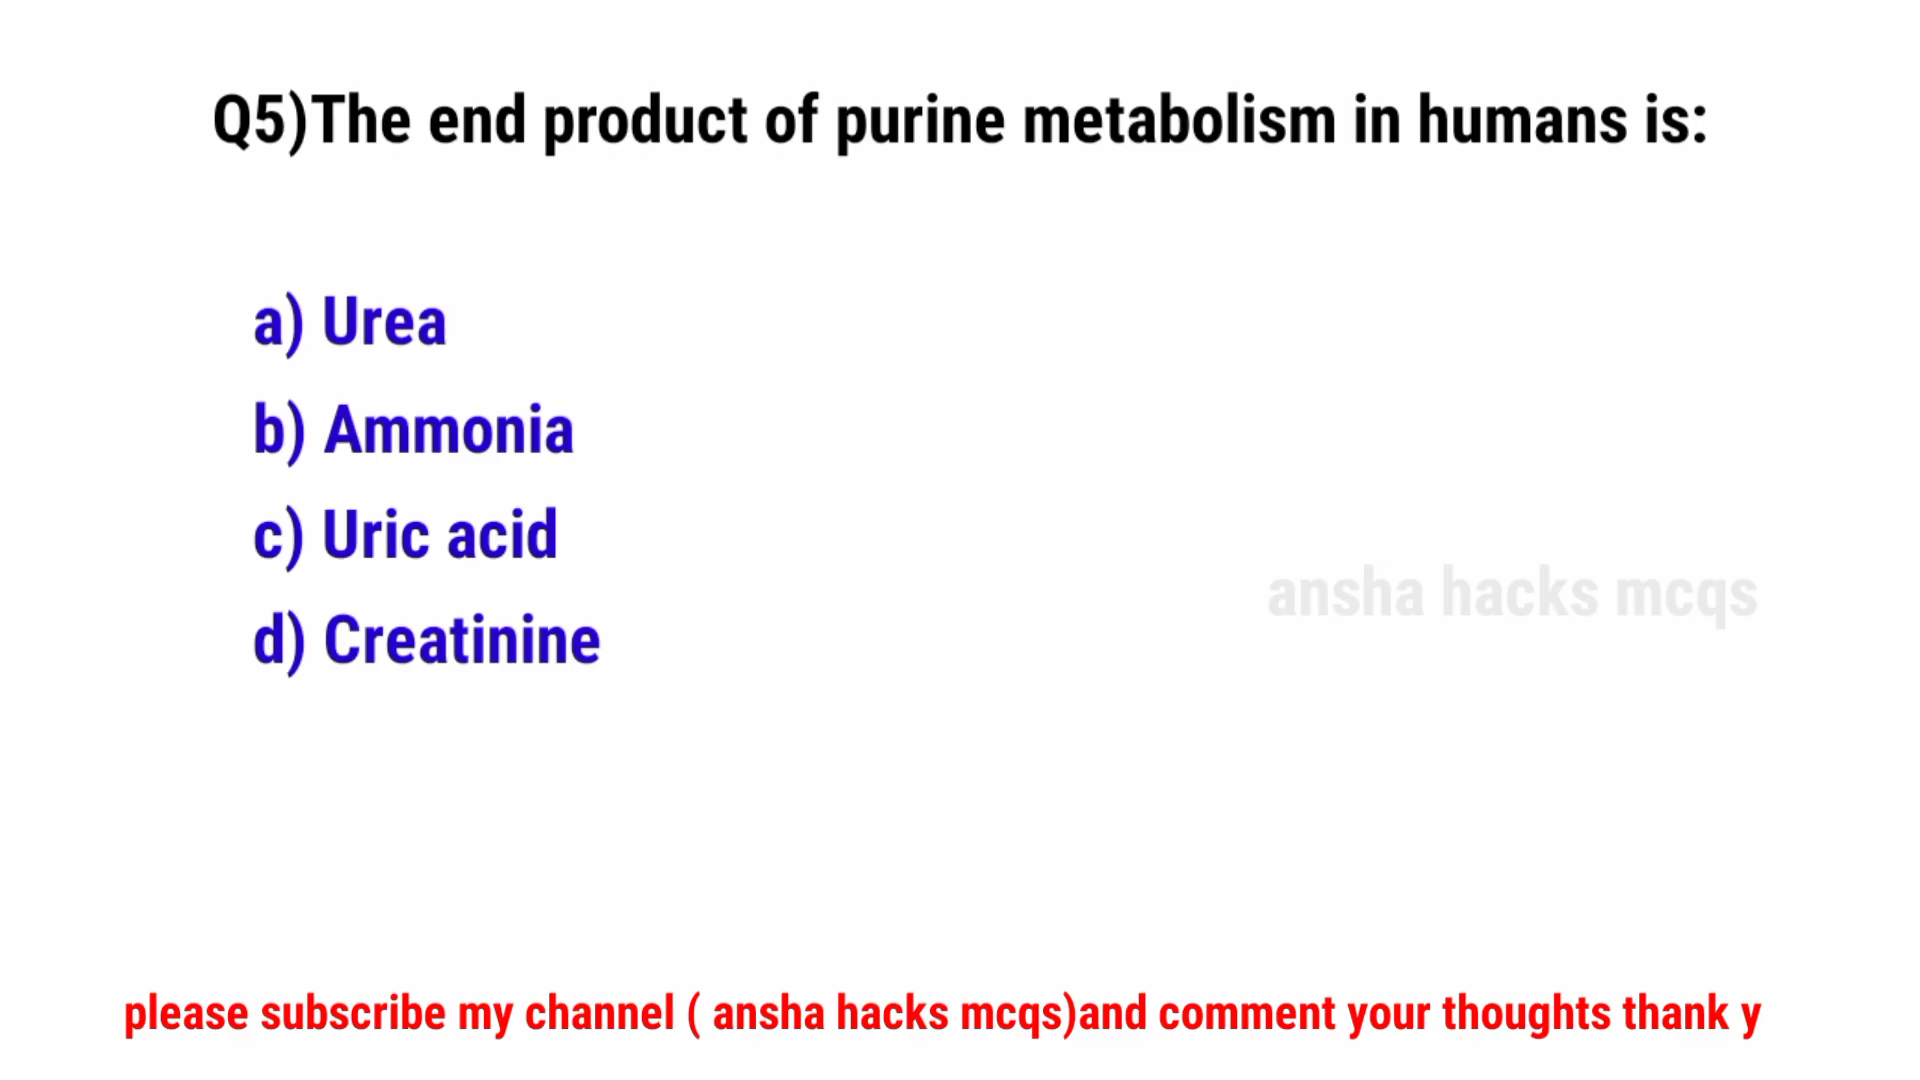 Q5)The end product of purine metabolism in humans is:
a) Urea
b) Ammonia
c) Uric acid
ansha hacks mcqs
d) Creatinine
please subscribe my channel ( ansha hacks mcqs)and comment your thoughts thank y